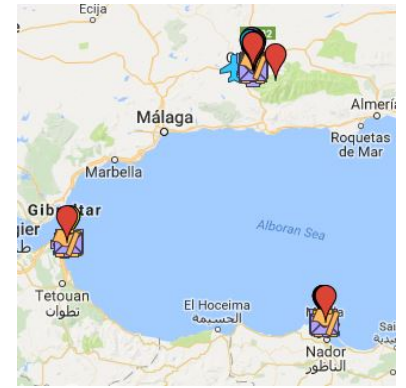 Ecija
Málaga
Almería
Roquetas
de Mar
Marbella
Alboran Sea
Tetouan
تطوان
El Hoceima
الحسيمة
Nador
الناظور